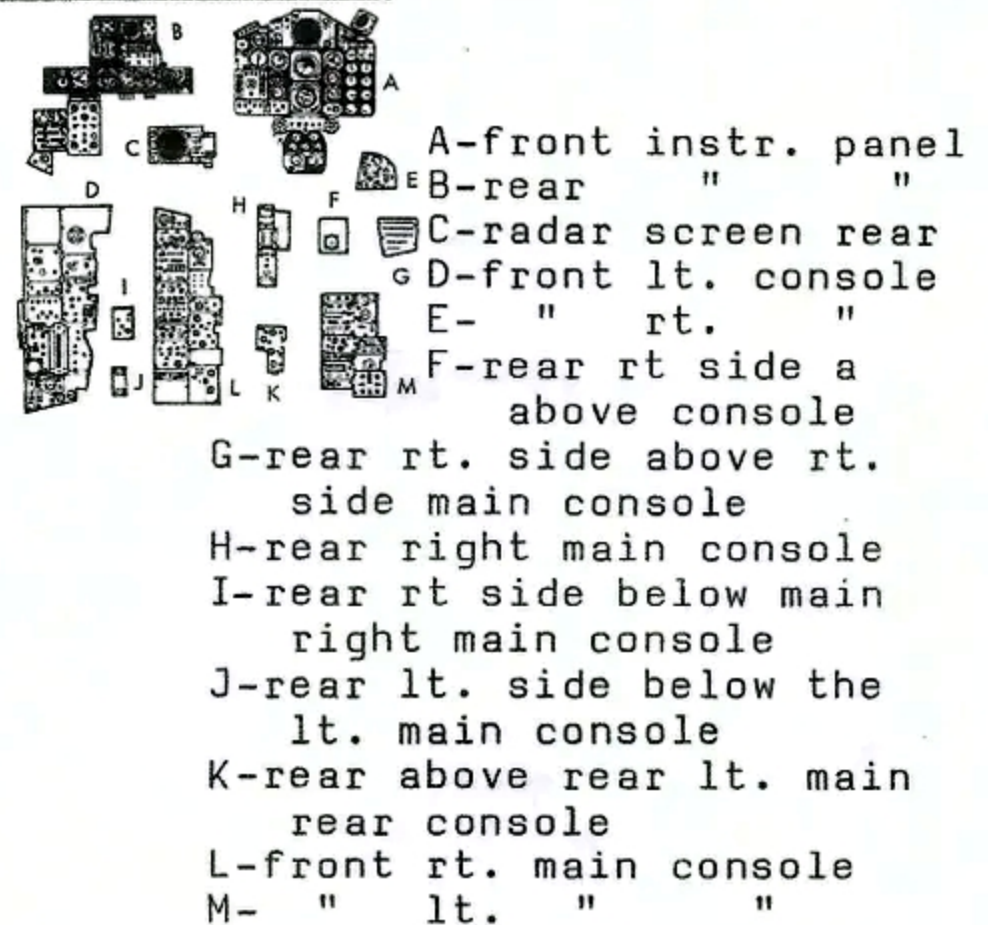 B
A
C
E
D
H
F
G
I
J
L
K
M
A-front instr. panel
B-rear " "
C-radar screen rear
D-front lt. console
E- " rt. "
F-rear rt side a
above console
G-rear rt. side above rt.
side main console
H-rear right main console
I-rear rt side below main
right main console
J-rear lt. side below the
lt. main console
K-rear above rear lt. main
rear console
L-front rt. main console
M- " lt. " "